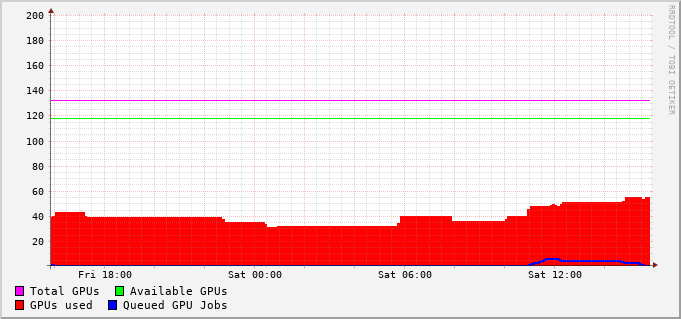 200
180
160
140
120
100
80
60
40
20
Fri 18:00 Sat 00:00 Sat 06:00 Sat 12:00
Total GPUs Available GPUs
GPUs used Queued GPU Jobs
RRDTOOL / TOBI OETIKER